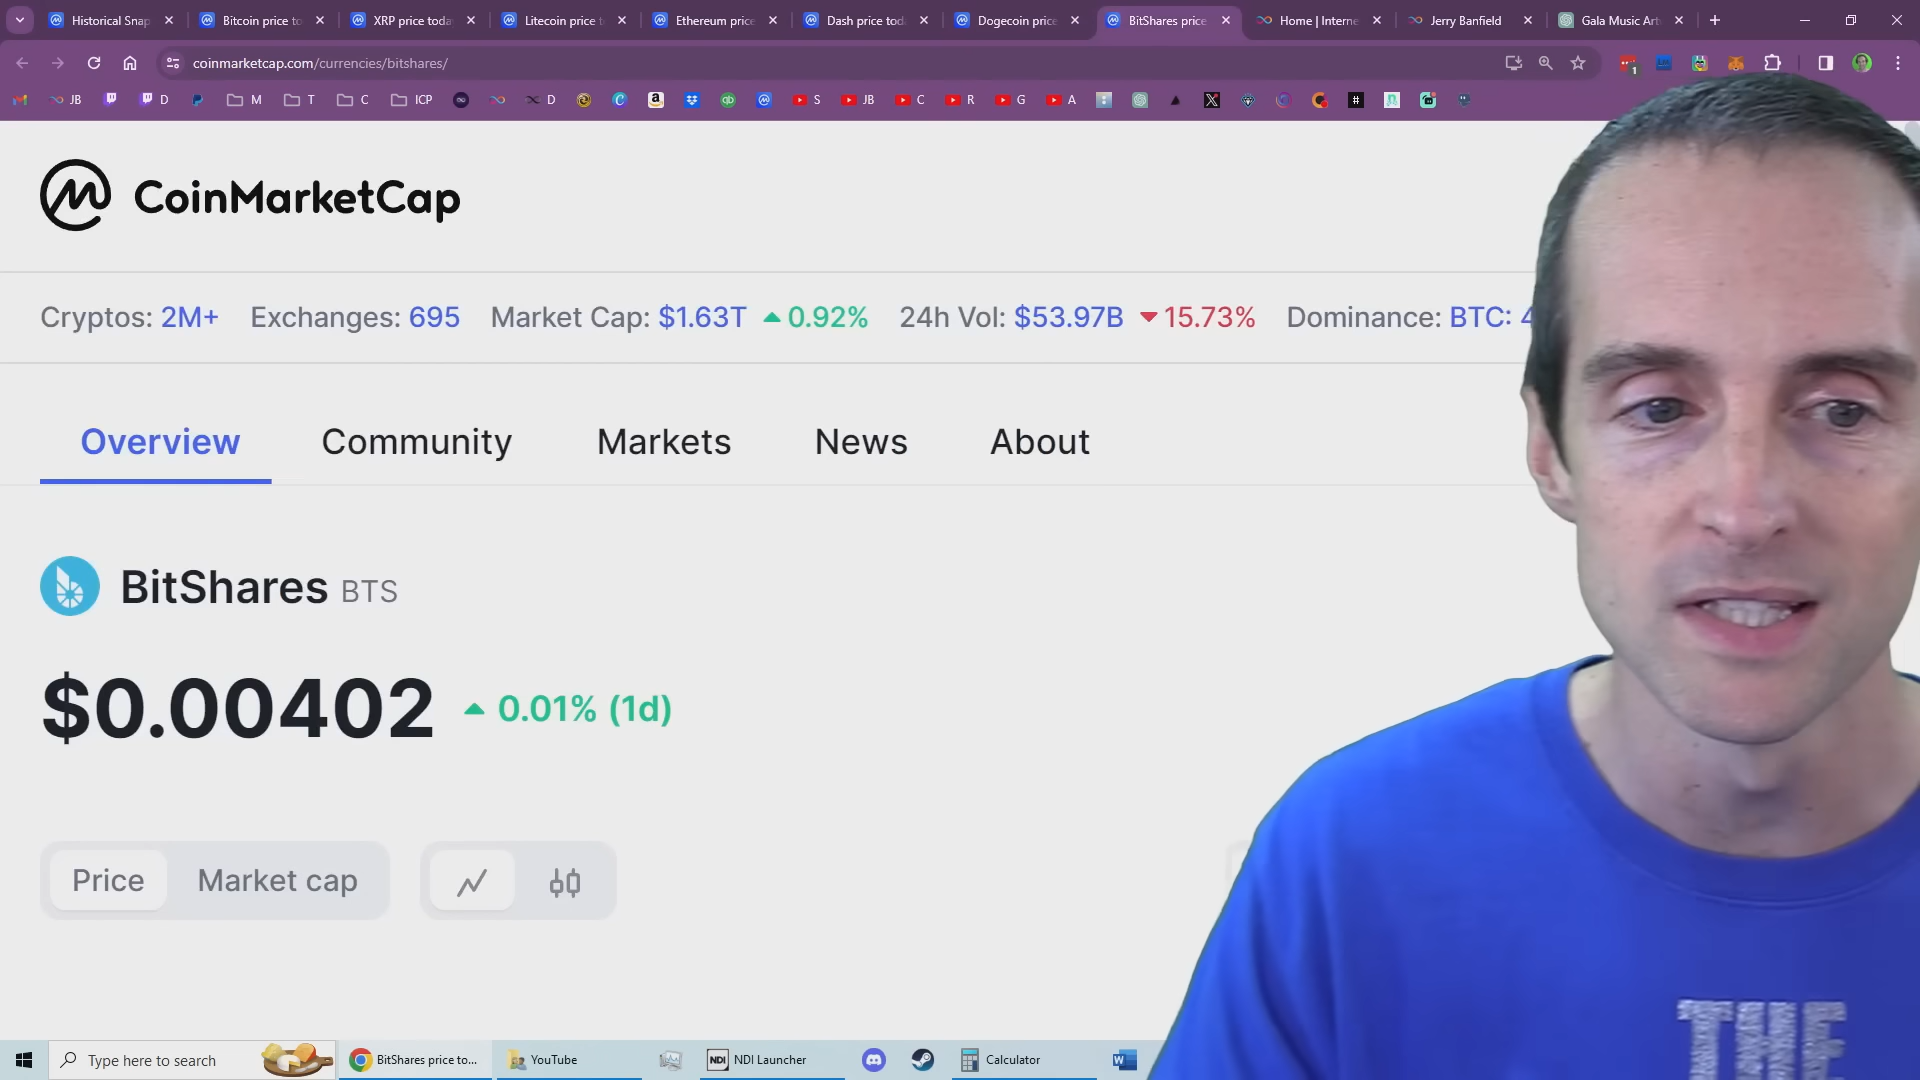 Historical Snap
Bitcoin price to
XRP price toda
Litecoin price t
Ethereum price
Dash price tod
Dogecoin price
BitShares price
Home | Interne
Jerry Banfield
Gala Music Art
coinmarketcap.com/currencies/bitshares/
1
JB D M T C ICP D S JB C R G A
CoinMarketCap
Cryptos: 2M+ Exchanges: 695 Market Cap: $1.63T 0.92% 24h Vol: $53.97B 15.73% Dominance: BTC: 4
Overview Community Markets News About
BitShares BTS
$0.00402 0.01% (1d)
Price Market cap
THE
Type here to search
BitShares price to...
YouTube
NDI NDI Launcher
Calculator
W